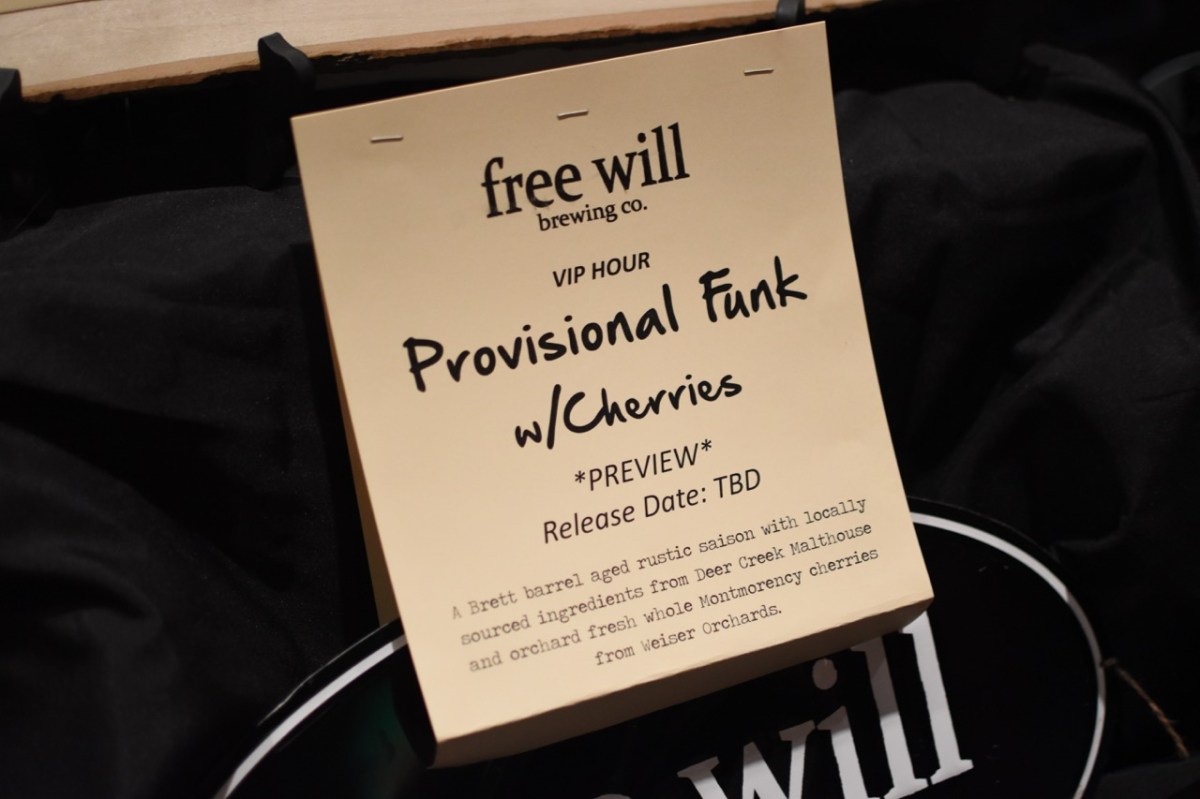 free will
brewing co.
VIP HOUR
Provisional Funk
w/Cherries
*PREVIEW*
Release Date: TBD
A Brett barrel aged rustic saison with locally
sourced ingredients from Deer Creek Malthouse
and orchard fresh whole Montmorency cherries
from Weiser Orchards.
will